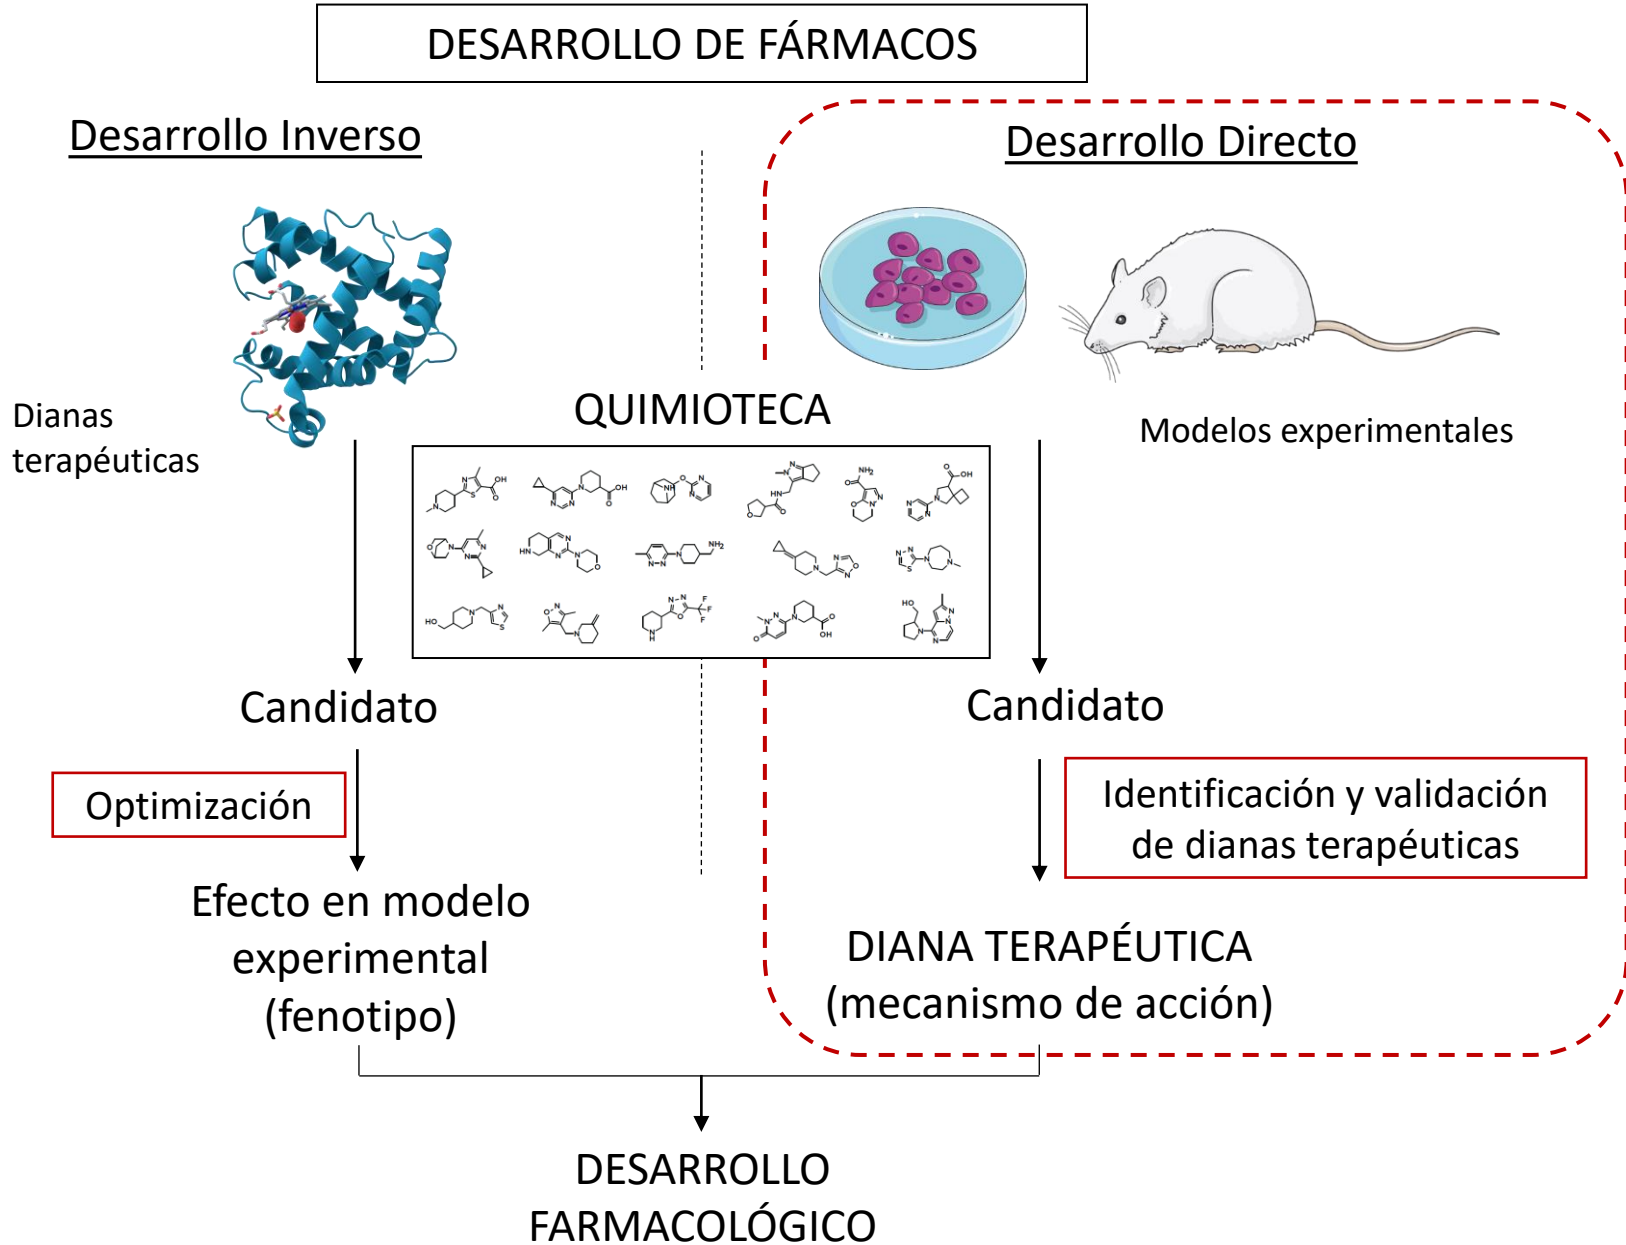 DESARROLLO DE FÁRMACOS
Desarrollo Inverso
Desarrollo Directo
Dianas
terapéuticas
QUIMIOTECA
Modelos experimentales
Candidato
Candidato
Optimización
Identificación y validación
de dianas terapéuticas
Efecto en modelo
experimental
(fenotipo)
DIANA TERAPÉUTICA
(mecanismo de acción)
DESARROLLO
FARMACOLÓGICO